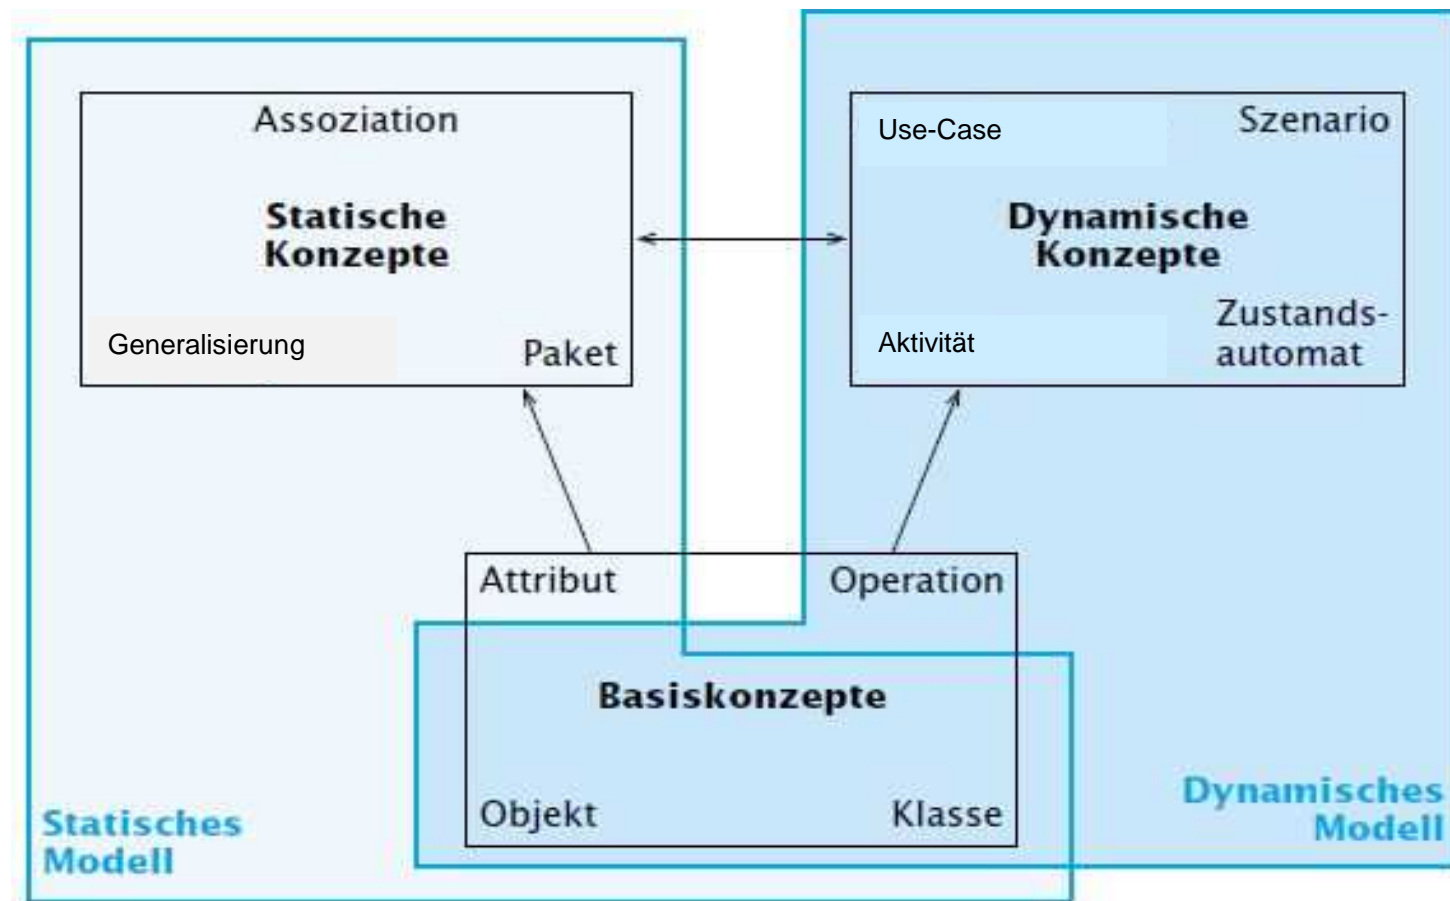 Assoziation
Statische
Konzepte
Generalisierung
Paket
Use-Case
Szenario
Dynamische
Konzepte
Aktivität
Zustands-
automat
Attribut
Operation
Basiskonzepte
Objekt
Klasse
Statisches
Modell
Dynamisches
Modell